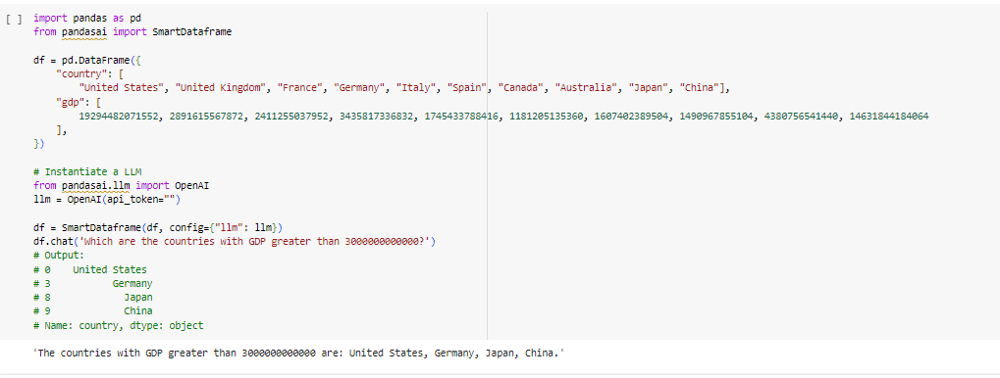 [ ] import pandas as pd
from pandasai import SmartDataframe
df = pd.DataFrame({
"country": [
"United States", "United Kingdom", "France", "Germany", "Italy", "Spain", "Canada", "Australia", "Japan", "China"],
"gdp": [
19294482071552, 2891615567872, 2411255037952, 3435817336832, 1745433788416, 1181205135360, 1607402389504, 1490967855104, 4380756541440, 14631844184064
],
})
# Instantiate a LLM
from pandasai.llm import OpenAI
llm = OpenAI(api_token="")
df = SmartDataframe(df, config={"llm": llm})
df.chat('Which are the countries with GDP greater than 3000000000000?')
# Output:
# 0    United States
# 3          Germany
# 8            Japan
# 9            China
# Name: country, dtype: object
'The countries with GDP greater than 3000000000000 are: United States, Germany, Japan, China.'